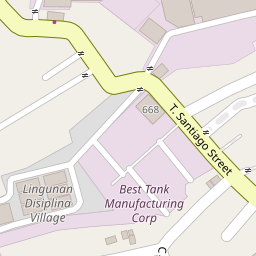 668
T. Santiago Street
Lingunan
Disiplina
Village
Best Tank
Manufacturing
Corp